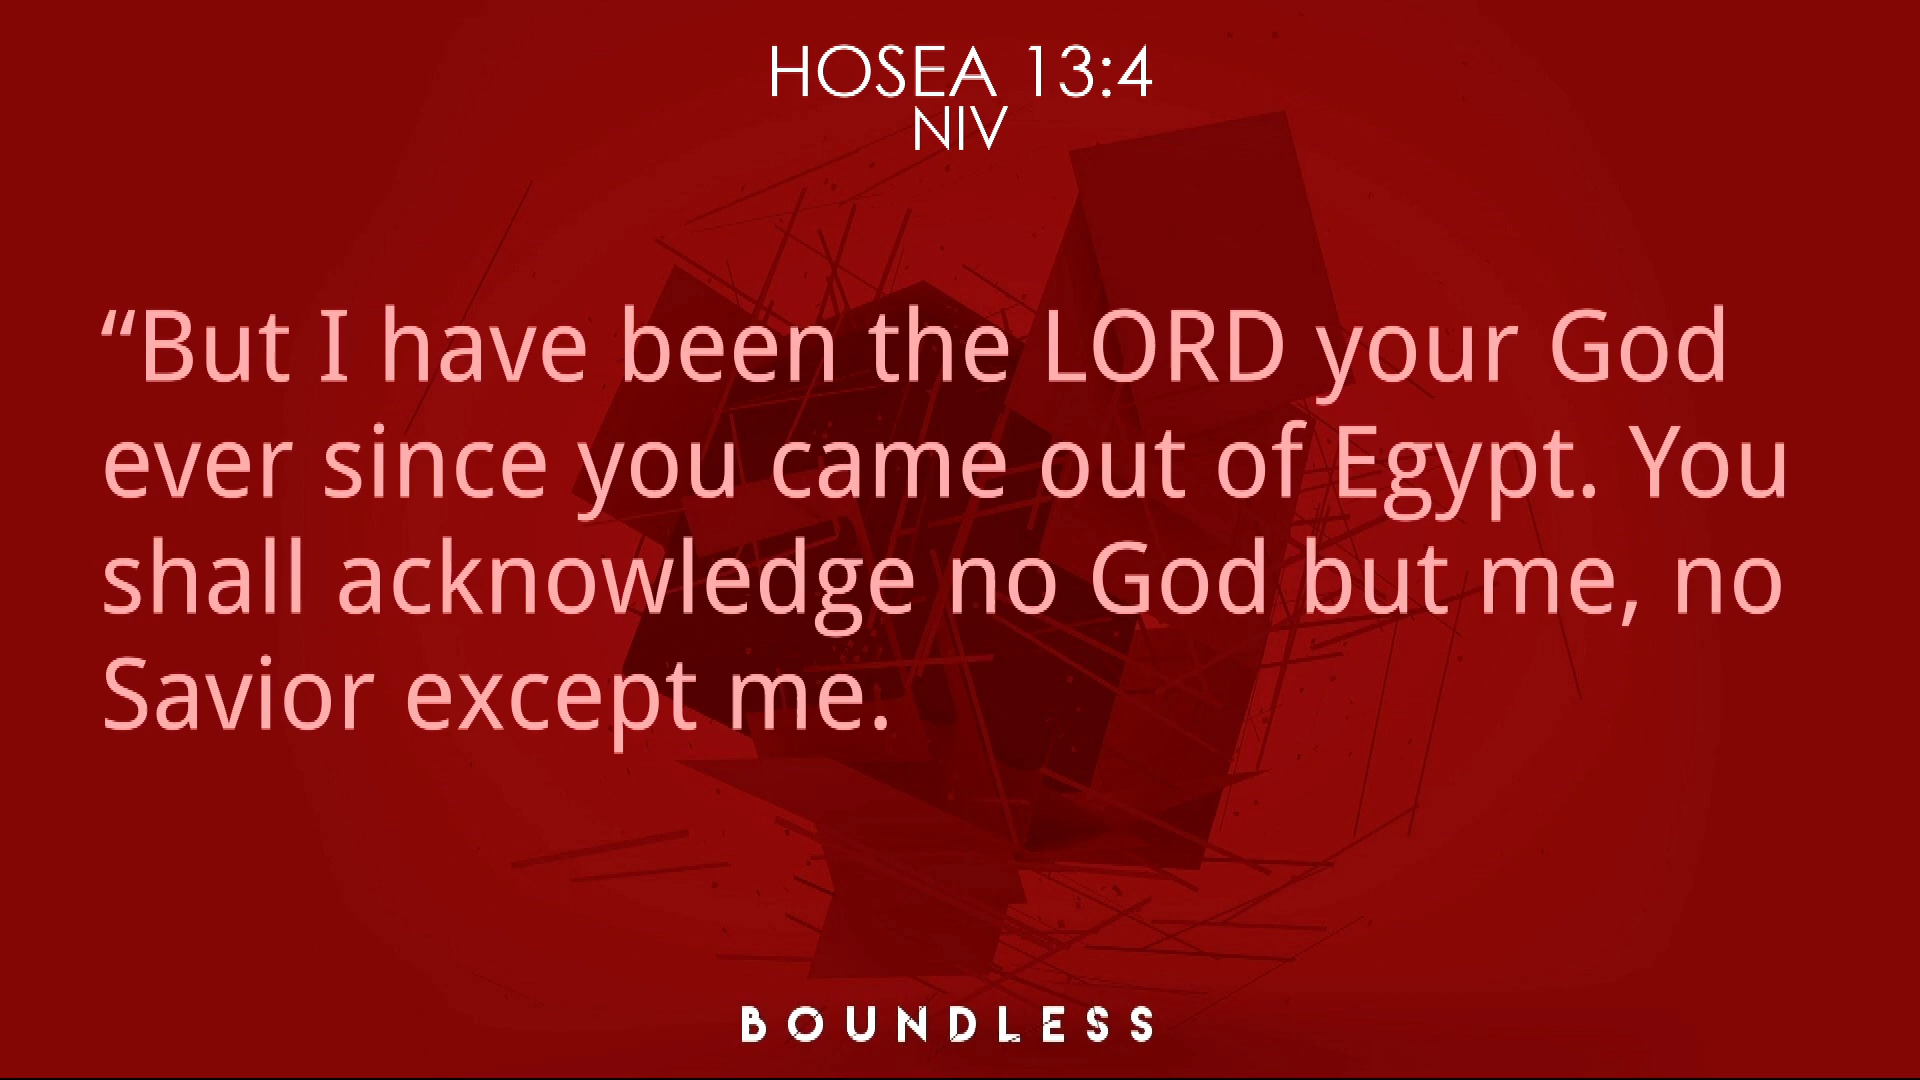 HOSEA 13:4
NIV
“But I have been the LORD your God
ever since you came out of Egypt. You
shall acknowledge no God but me, no
Savior except me.
BOUNDLESS